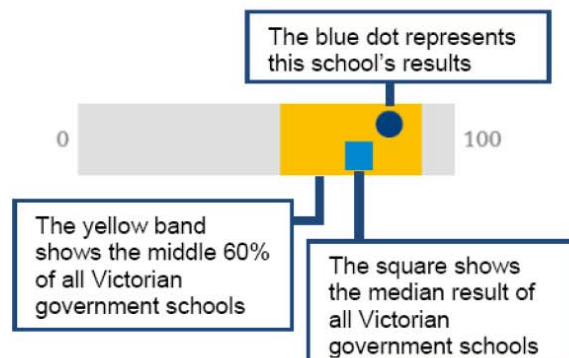 The blue dot represents
this school's results
0
100
The yellow band
shows the middle 60%
of all Victorian
government schools
The square shows
the median result of
all Victorian
government schools